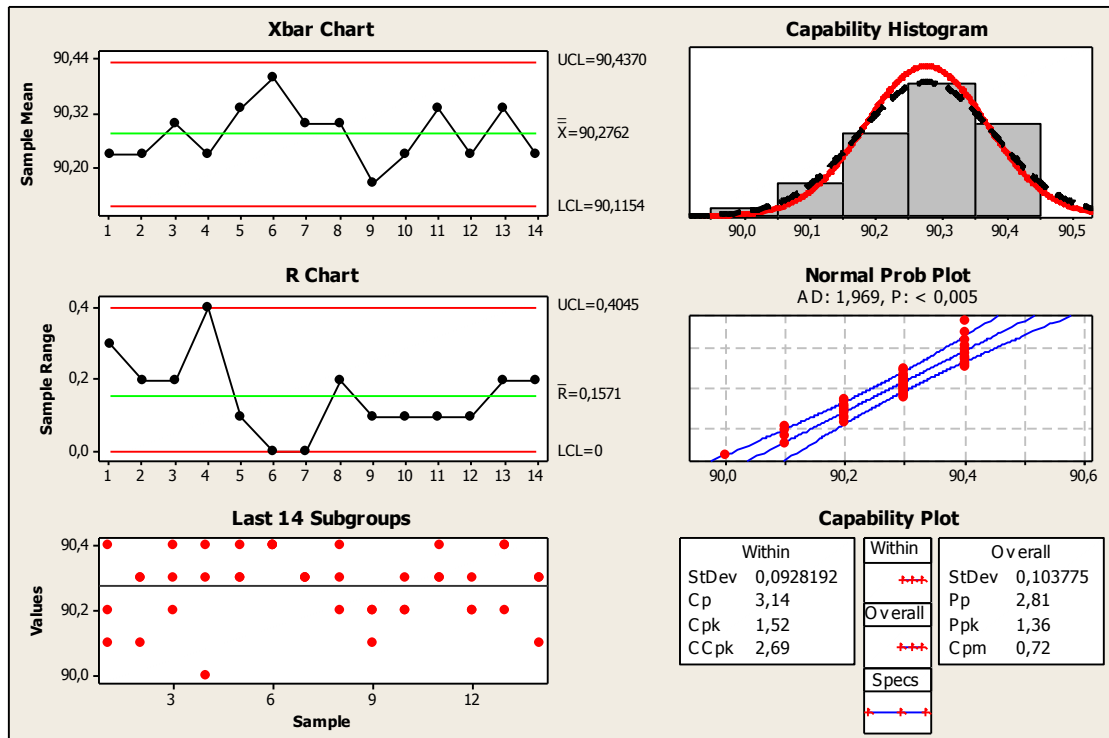 Xbar Chart
Sample Mean
90,44
90,32
90,20
UCL=90,4370
X=90,2762
LCL=90,1154
1 2 3 4 5 6 7 8 9 10 11 12 13 14
Capability Histogram
90,0 90,1 90,2 90,3 90,4 90,5
R Chart
Sample Range
0,4
0,2
0,0
UCL=0,4045
R=0,1571
LCL=0
1 2 3 4 5 6 7 8 9 10 11 12 13 14
Normal Prob Plot
AD: 1,969, P: < 0,005
90,0 90,2 90,4 90,6
Last 14 Subgroups
Values
90,4
90,2
90,0
3 6 9 12
Sample
Capability Plot
Within
StDev 0,0928192
Cp 3,14
Cpk 1,52
CCpk 2,69
Within
Overall
Specs
Overall
StDev 0,103775
Pp 2,81
Ppk 1,36
Cpm 0,72